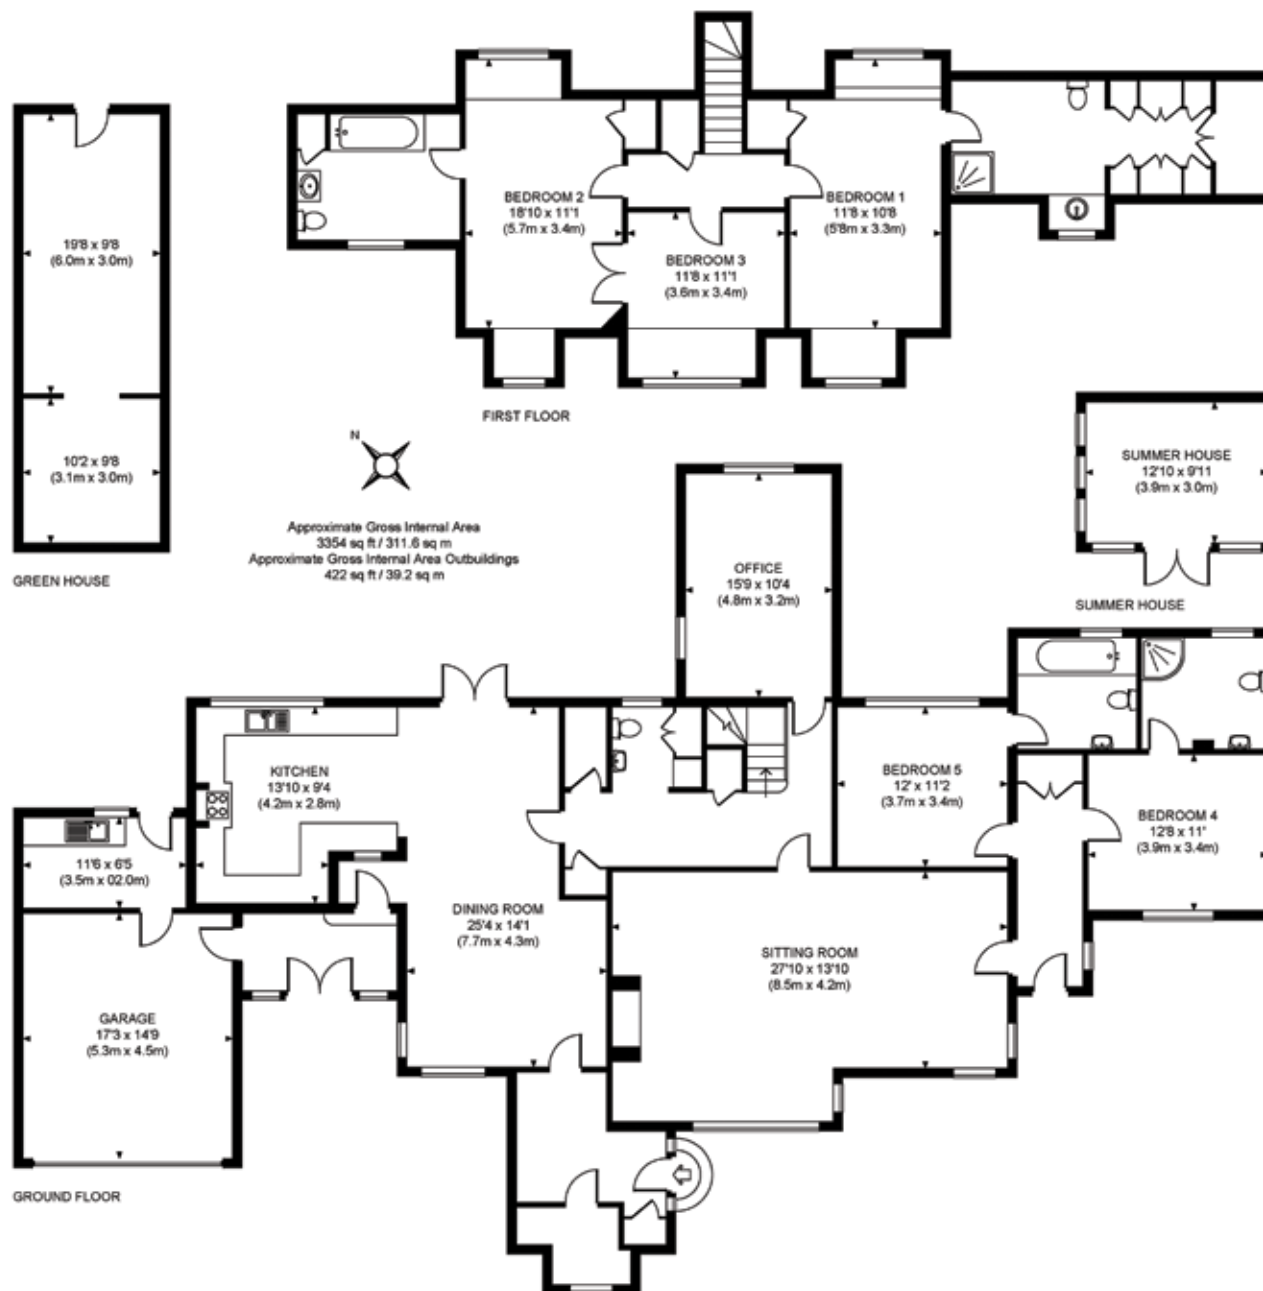 BEDROOM 2
18'10 x 11'1
(5.7m x 3.4m)
BEDROOM 1
11'8 x 10'8
(5'8m x 3.3m)
BEDROOM 3
11'8 x 11'1
(3.6m x 3.4m)
FIRST FLOOR
19'8 x 9'8
(6.0m x 3.0m)
10'2 x 9'8
(3.1m x 3.0m)
GREEN HOUSE
N
Approximate Gross Internal Area
3354 sq ft / 311.6 sq m
Approximate Gross Internal Area Outbuildings
422 sq ft / 39.2 sq m
SUMMER HOUSE
12'10 x 9'11
(3.9m x 3.0m)
SUMMER HOUSE
OFFICE
15'9 x 10'4
(4.8m x 3.2m)
KITCHEN
13'10 x 9'4
(4.2m x 2.8m)
BEDROOM 5
12' x 11'2
(3.7m x 3.4m)
BEDROOM 4
12'8 x 11'
(3.9m x 3.4m)
11'6 x 6'5
(3.5m x 02.0m)
DINING ROOM
25'4 x 14'1
(7.7m x 4.3m)
SITTING ROOM
27'10 x 13'10
(8.5m x 4.2m)
GARAGE
17'3 x 14'9
(5.3m x 4.5m)
GROUND FLOOR